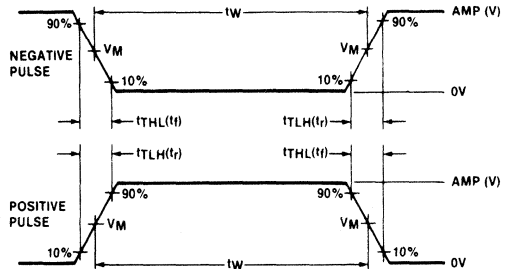 tW
AMP (V)
90%
90%
NEGATIVE
PULSE
VM
VM
10%
10%
0V
tTHL(tf)
tTLH(tr)
tTLH(tr)
tTHL(tf)
AMP (V)
90%
90%
POSITIVE
PULSE
VM
VM
10%
10%
tW
0V